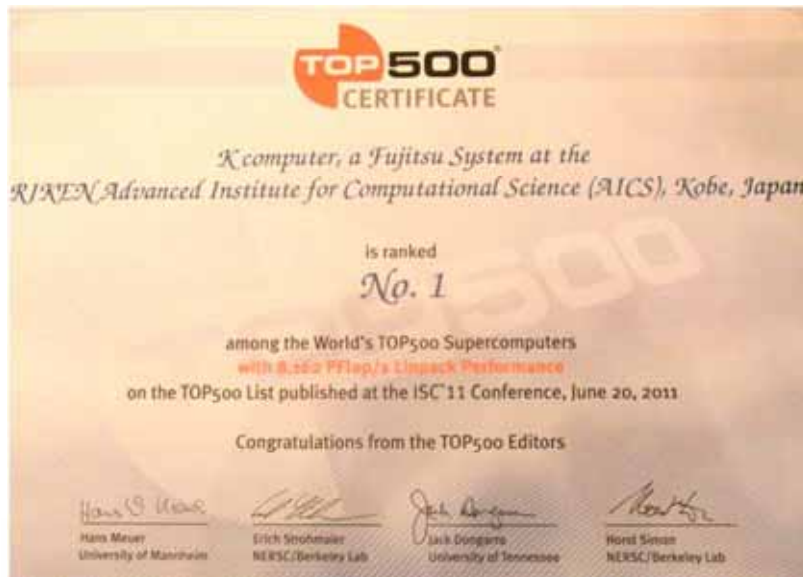 TOP500®
CERTIFICATE
K computer, a Fujitsu System at the
RIKEN Advanced Institute for Computational Science (AICS), Kobe, Japan
is ranked
No. 1
among the World's TOP500 Supercomputers
with 8.162 PFlop/s Linpack Performance
on the TOP500 List published at the ISC'11 Conference, June 20, 2011
Congratulations from the TOP500 Editors
Hans Meuer
University of Mannheim
Erich Strohmaier
NERSC/Berkeley Lab
Jack Dongarra
University of Tennessee
Horst Simon
NERSC/Berkeley Lab